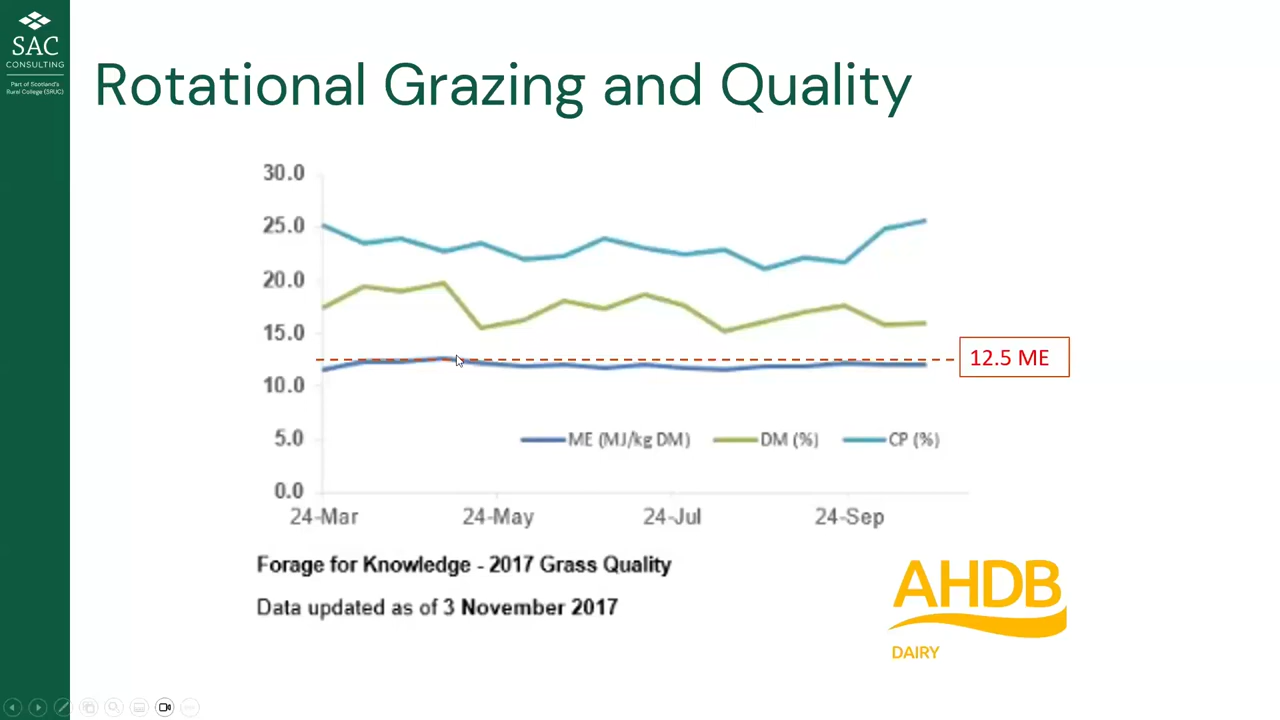 SAC
CONSULTING
Part of Scotland's
Rural College (SRUC)
Rotational Grazing and Quality
30.0
25.0
20.0
15.0
10.0
5.0
0.0
12.5 ME
ME (MJ/kg DM) DM (%) CP (%)
24-Mar 24-May 24-Jul 24-Sep
Forage for Knowledge - 2017 Grass Quality
Data updated as of 3 November 2017
AHDB
DAIRY